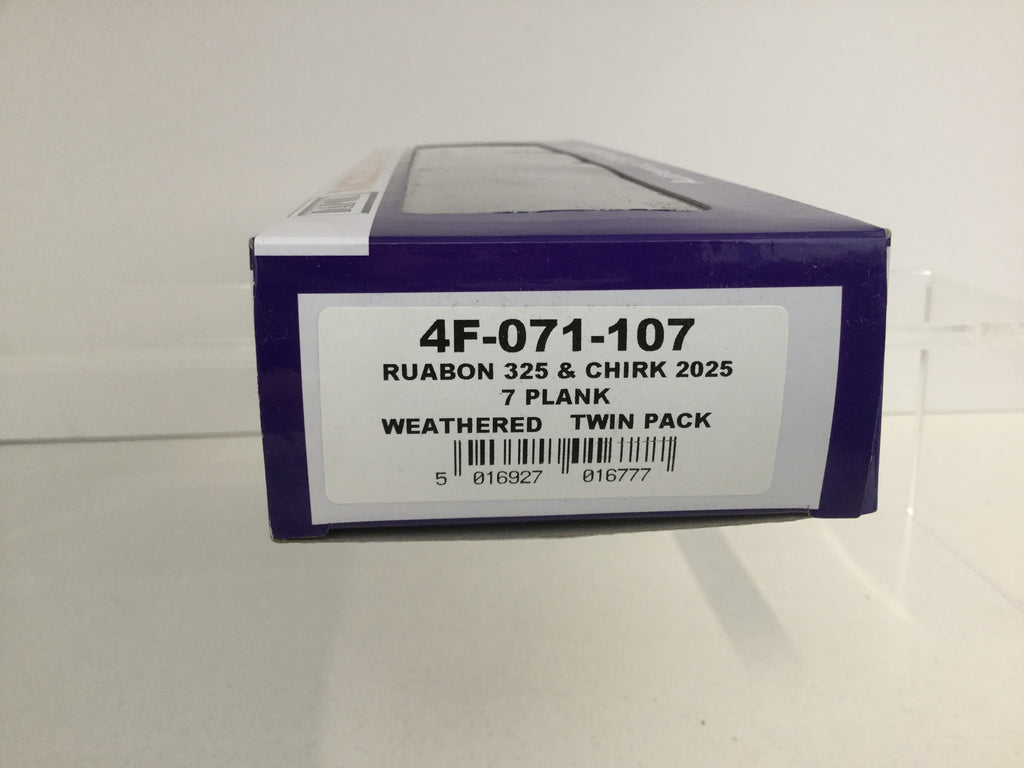 4F-071-107
RUABON 325 & CHIRK 2025
7 PLANK
WEATHERED TWIN PACK
5 016927 016777